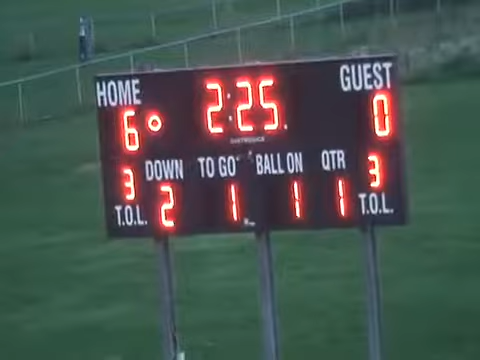 HOME 2:25 GUEST
6 0
DOWN TO GO BALL ON QTR
3 2 1 1 1 3
T.O.L. T.O.L.